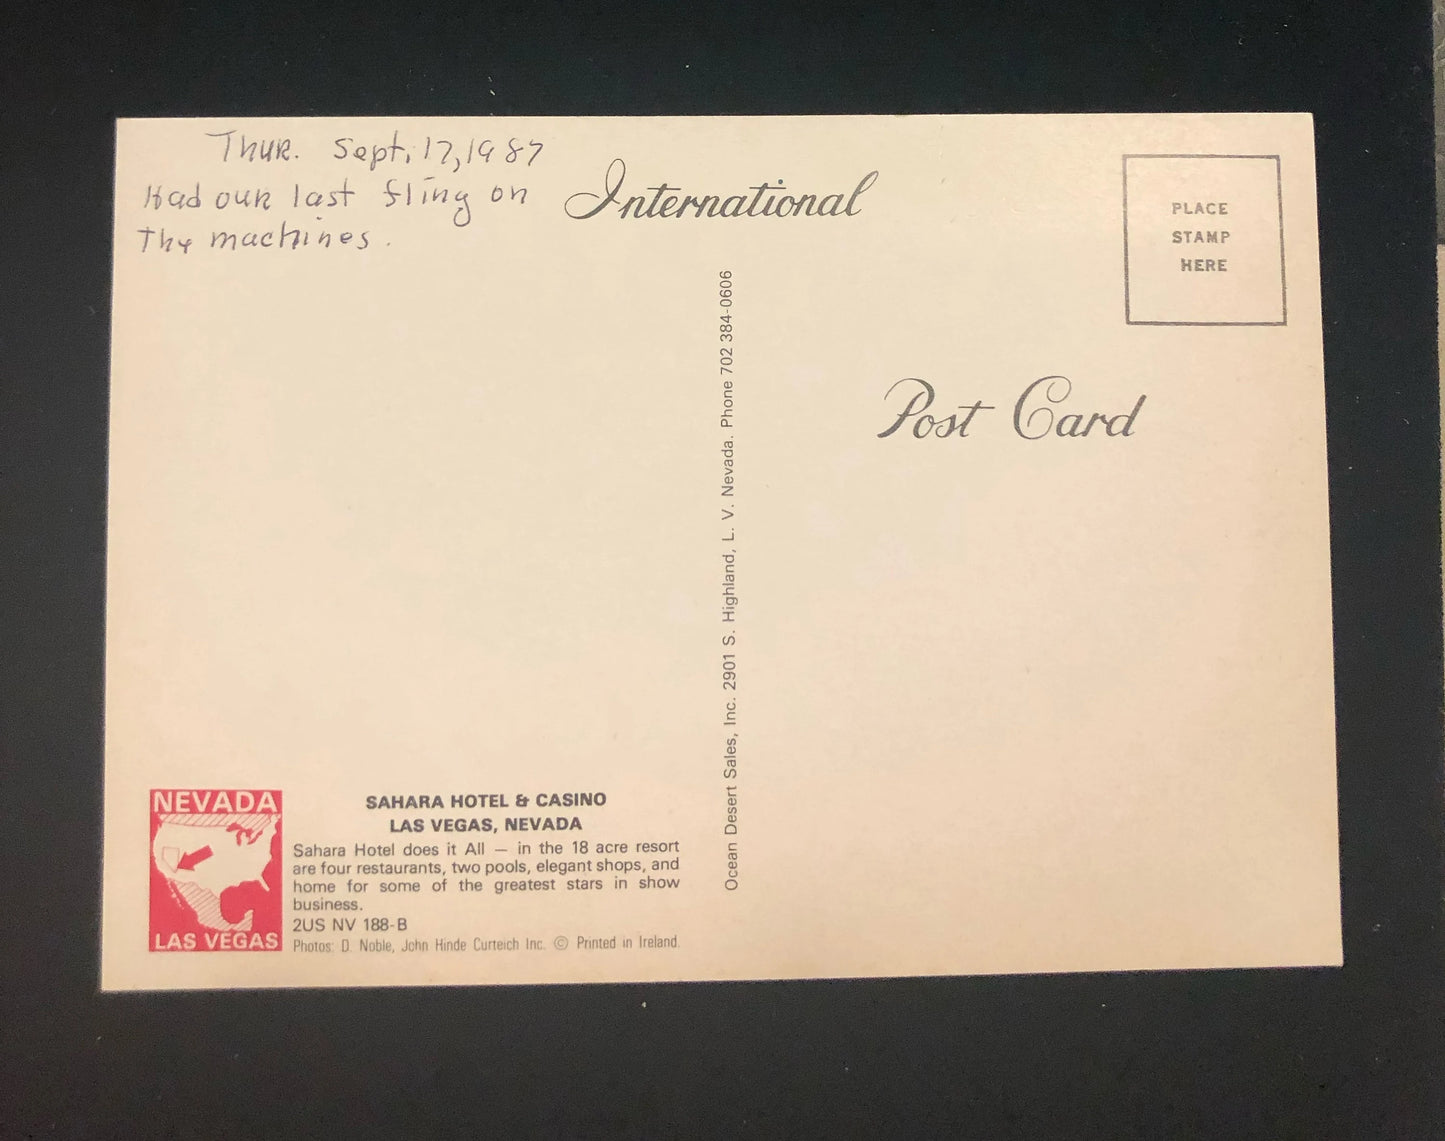 Thur. Sept, 17, 1987
Had our last fling on
The machines.
International
PLACE
STAMP
HERE
Post Card
Ocean Desert Sales, Inc. 2901 S. Highland, L. V. Nevada. Phone 702 384-0606
NEVADA
LAS VEGAS
SAHARA HOTEL & CASINO
LAS VEGAS, NEVADA
Sahara Hotel does it All — in the 18 acre resort
are four restaurants, two pools, elegant shops, and
home for some of the greatest stars in show
business.
2US NV 188-B
Photos: D. Noble, John Hinde Curteich Inc. © Printed in Ireland.